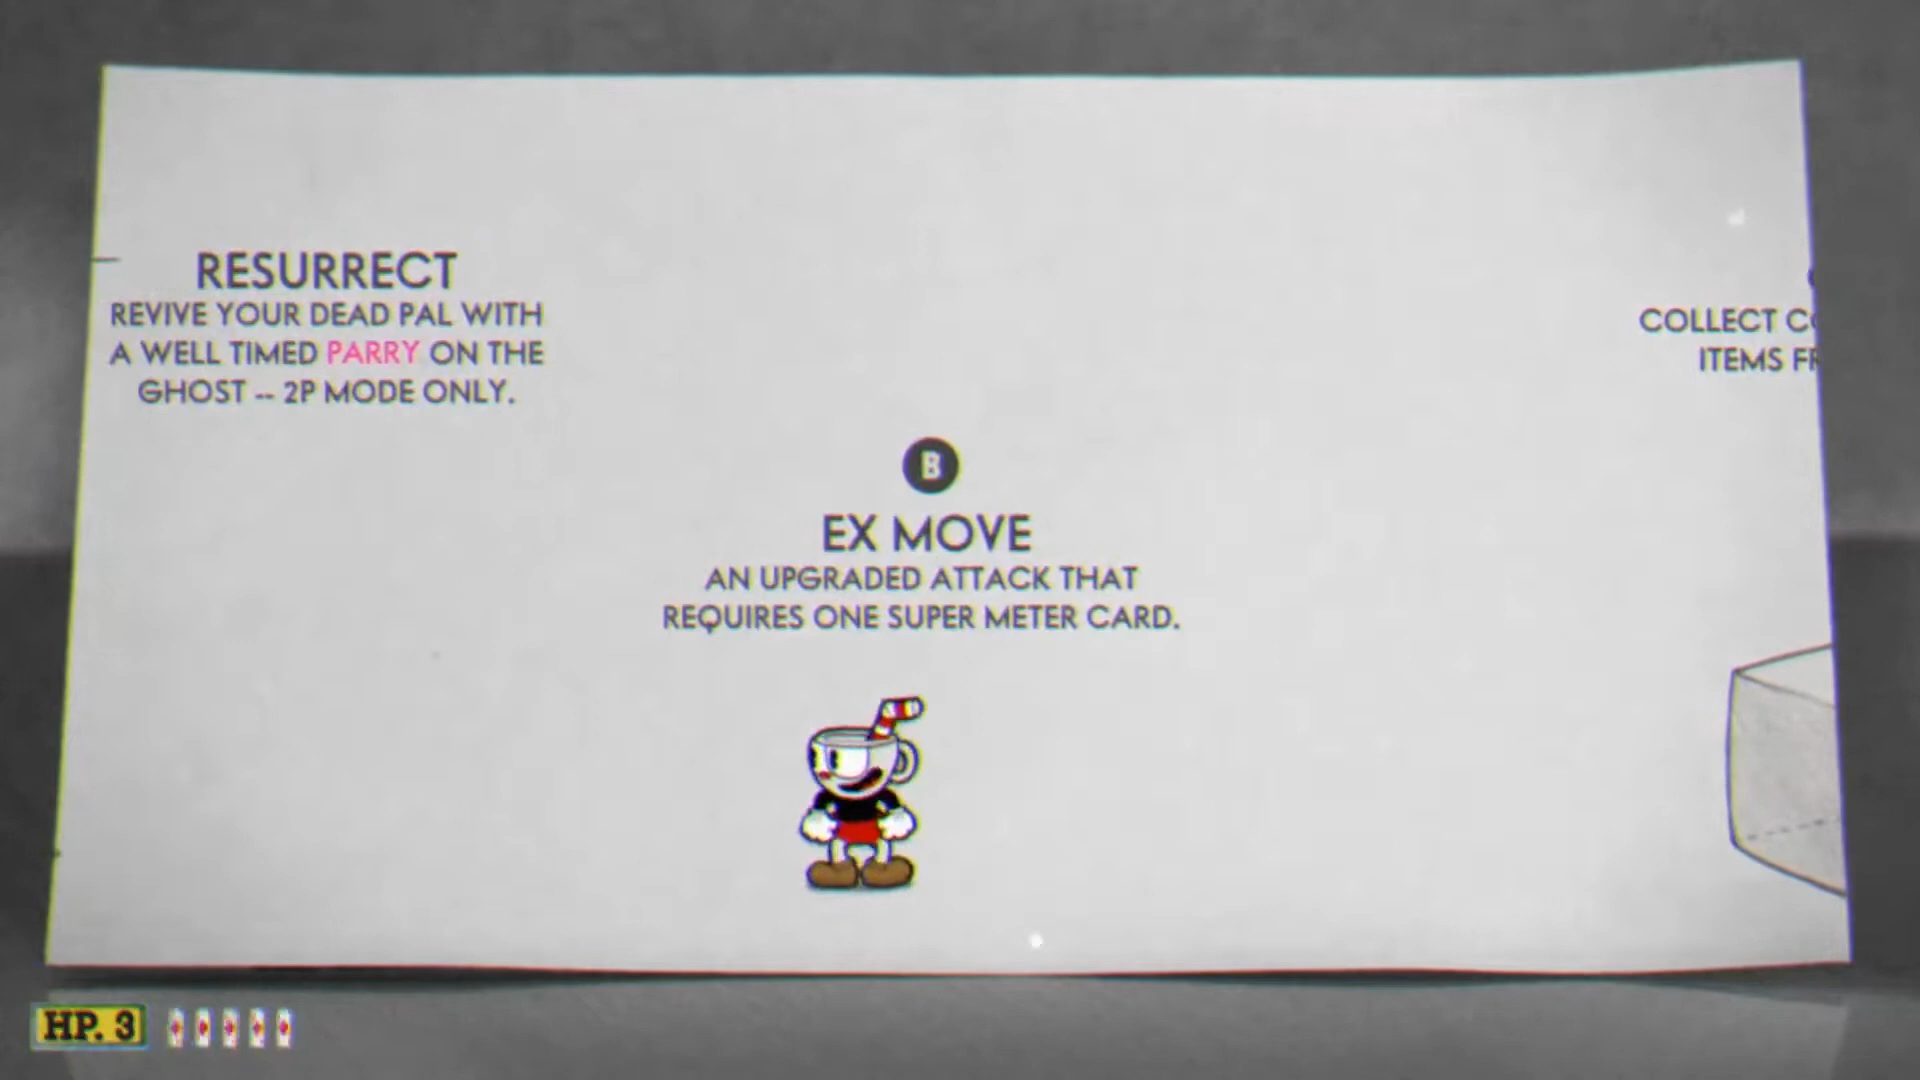 RESURRECT
REVIVE YOUR DEAD PAL WITH
A WELL TIMED PARRY ON THE
GHOST -- 2P MODE ONLY.
B
EX MOVE
AN UPGRADED ATTACK THAT
REQUIRES ONE SUPER METER CARD.
COLLECT
ITEMS
HP. 3